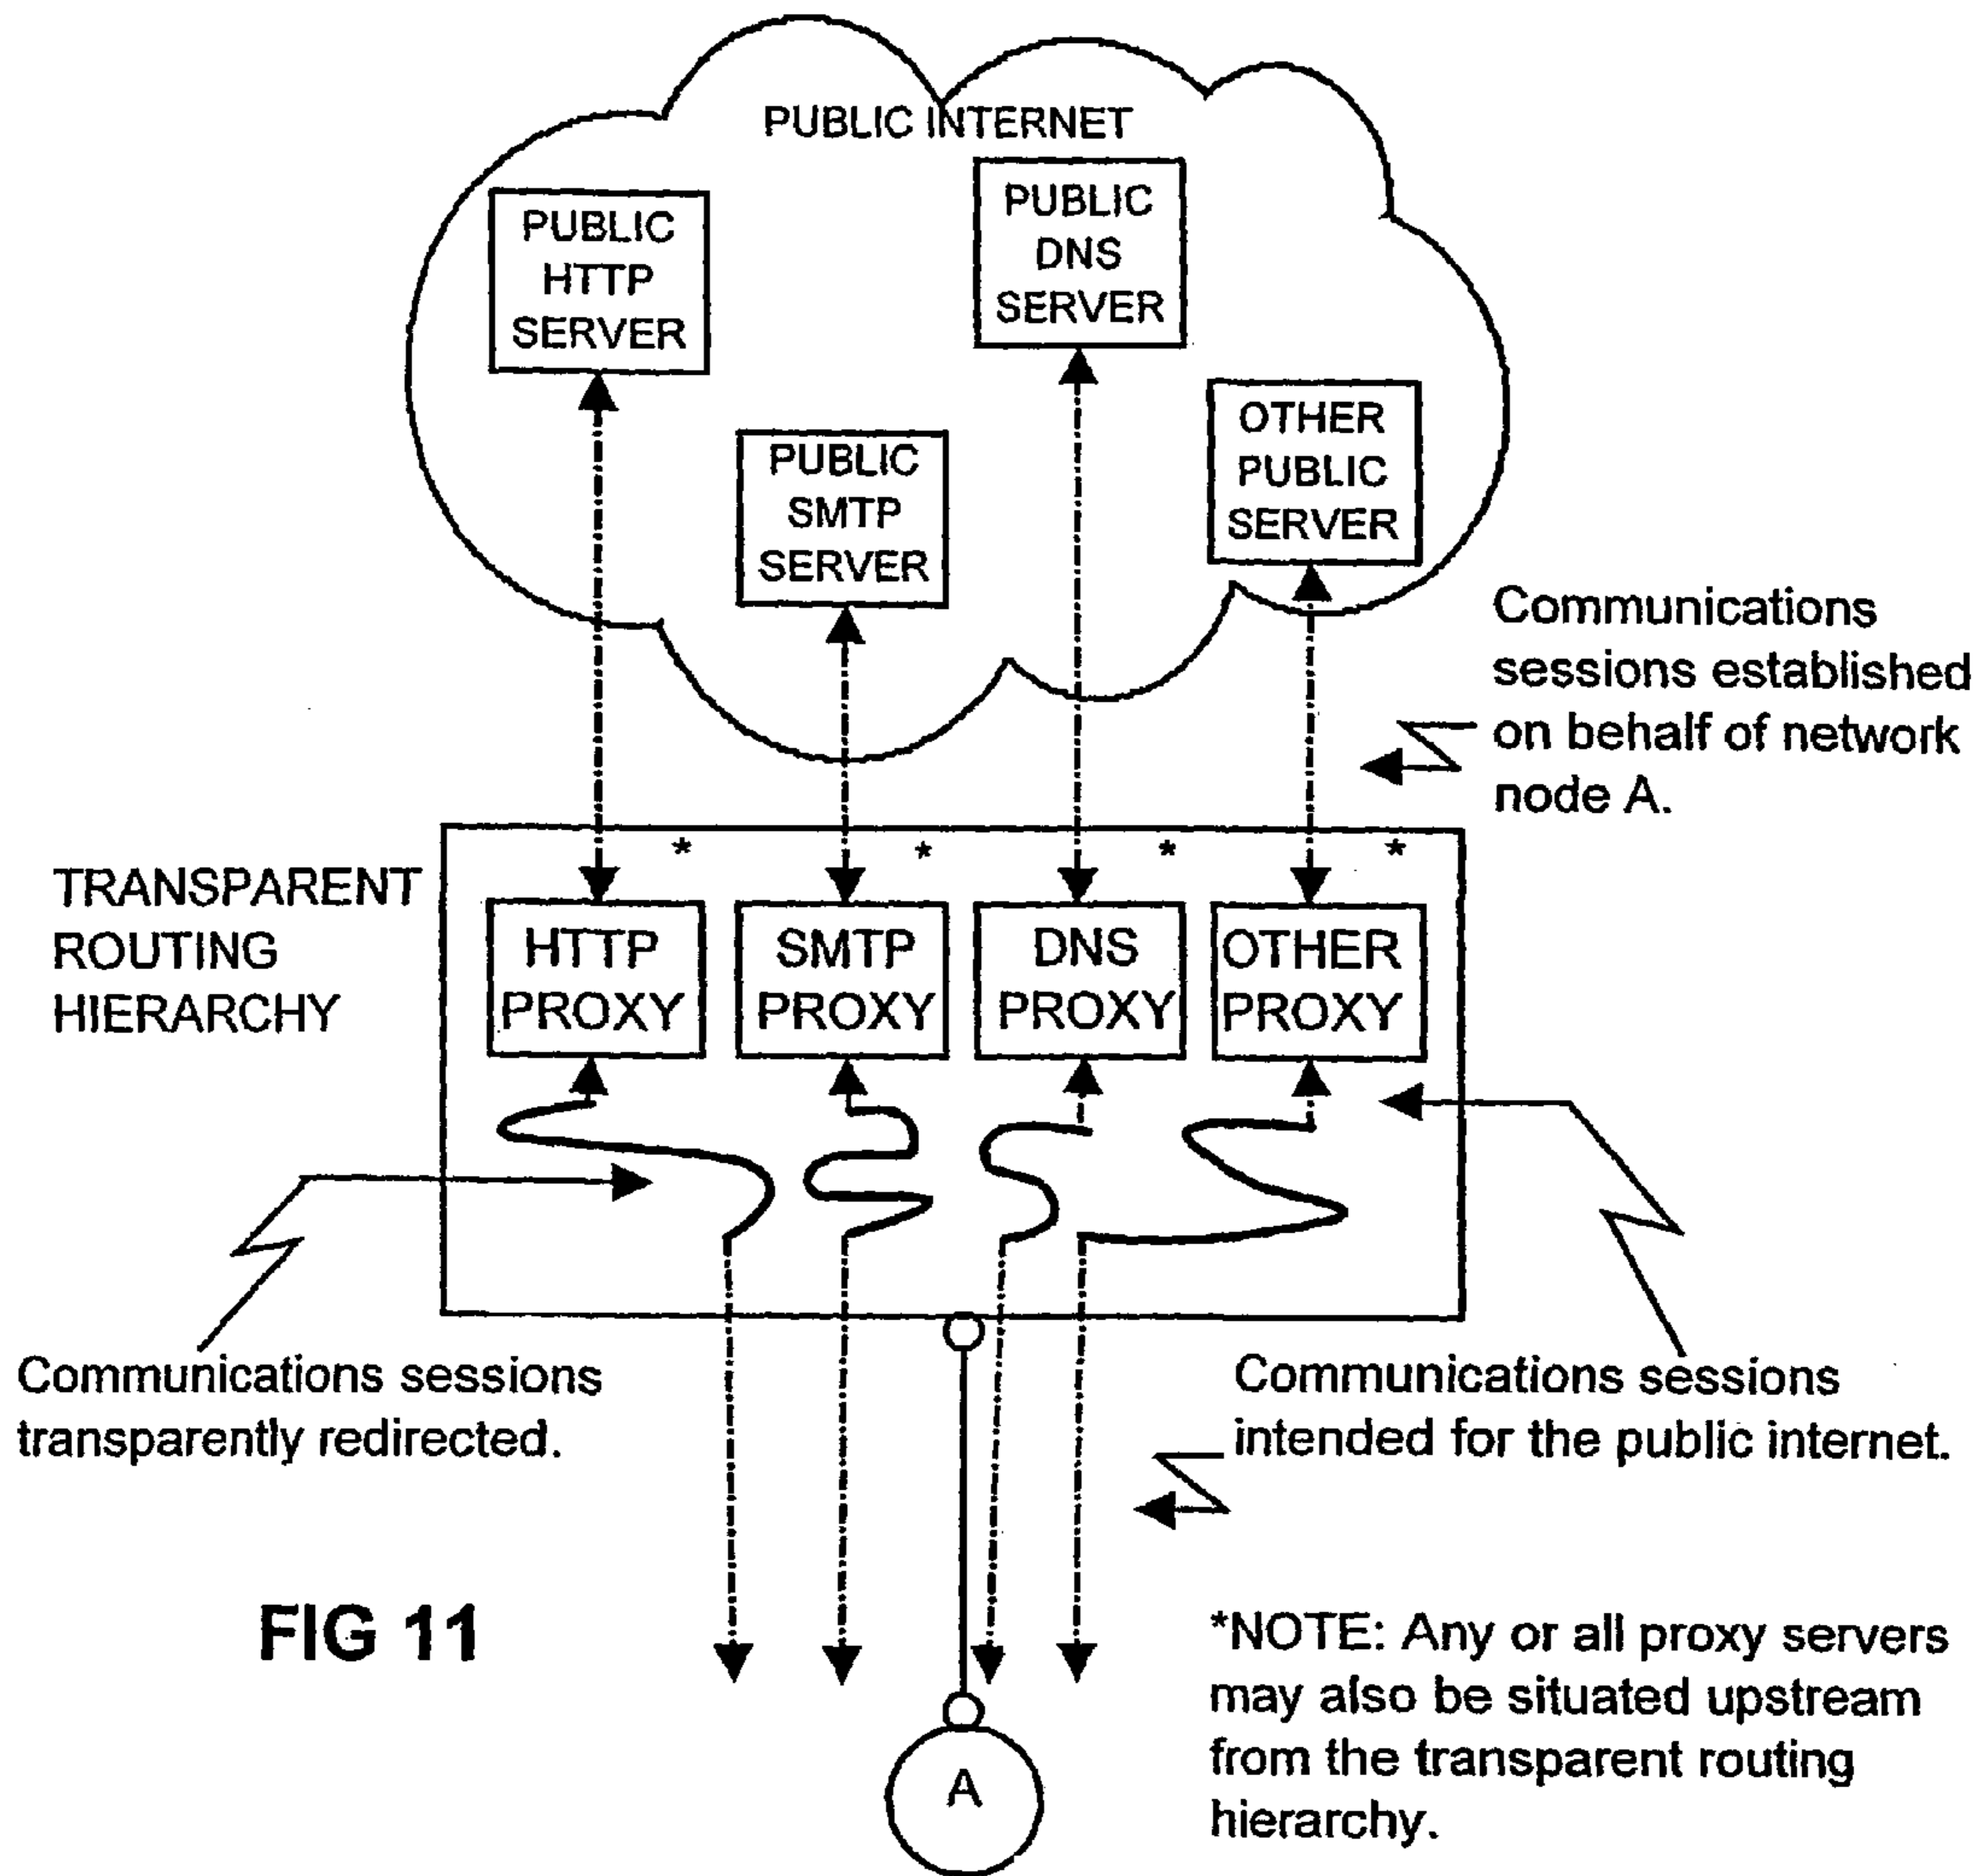 PUBLIC INTERNET
PUBLIC
HTTP
SERVER
PUBLIC
DNS
SERVER
PUBLIC
SMTP
SERVER
OTHER
PUBLIC
SERVER
Communications
sessions established
on behalf of network
node A.
TRANSPARENT
ROUTING
HIERARCHY
*
*
*
*
HTTP
PROXY
SMTP
PROXY
DNS
PROXY
OTHER
PROXY
Communications sessions
transparently redirected.
Communications sessions
intended for the public internet.
FIG 11
*NOTE: Any or all proxy servers
may also be situated upstream
from the transparent routing
hierarchy.
A